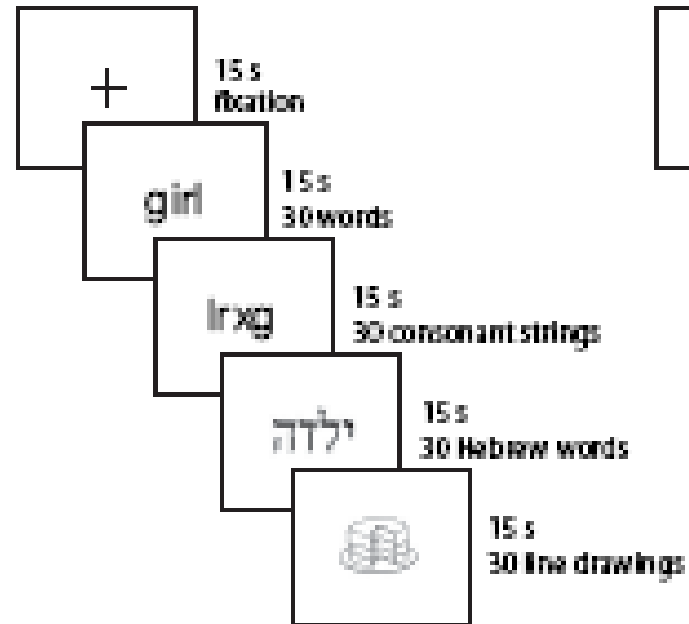 15 s
fixation
girl
15 s
30 words
lrxg
15 s
30 consonant strings
ילדה
15 s
30 Hebrew words
15 s
30 line drawings